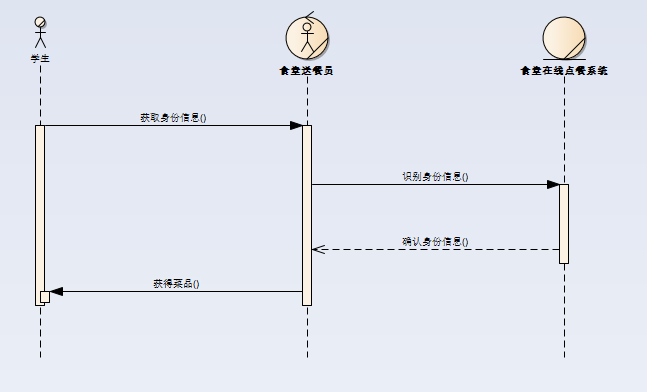 学生
食堂送餐员
食堂在线点餐系统
获取身份信息()
识别身份信息()
确认身份信息()
获得菜品()